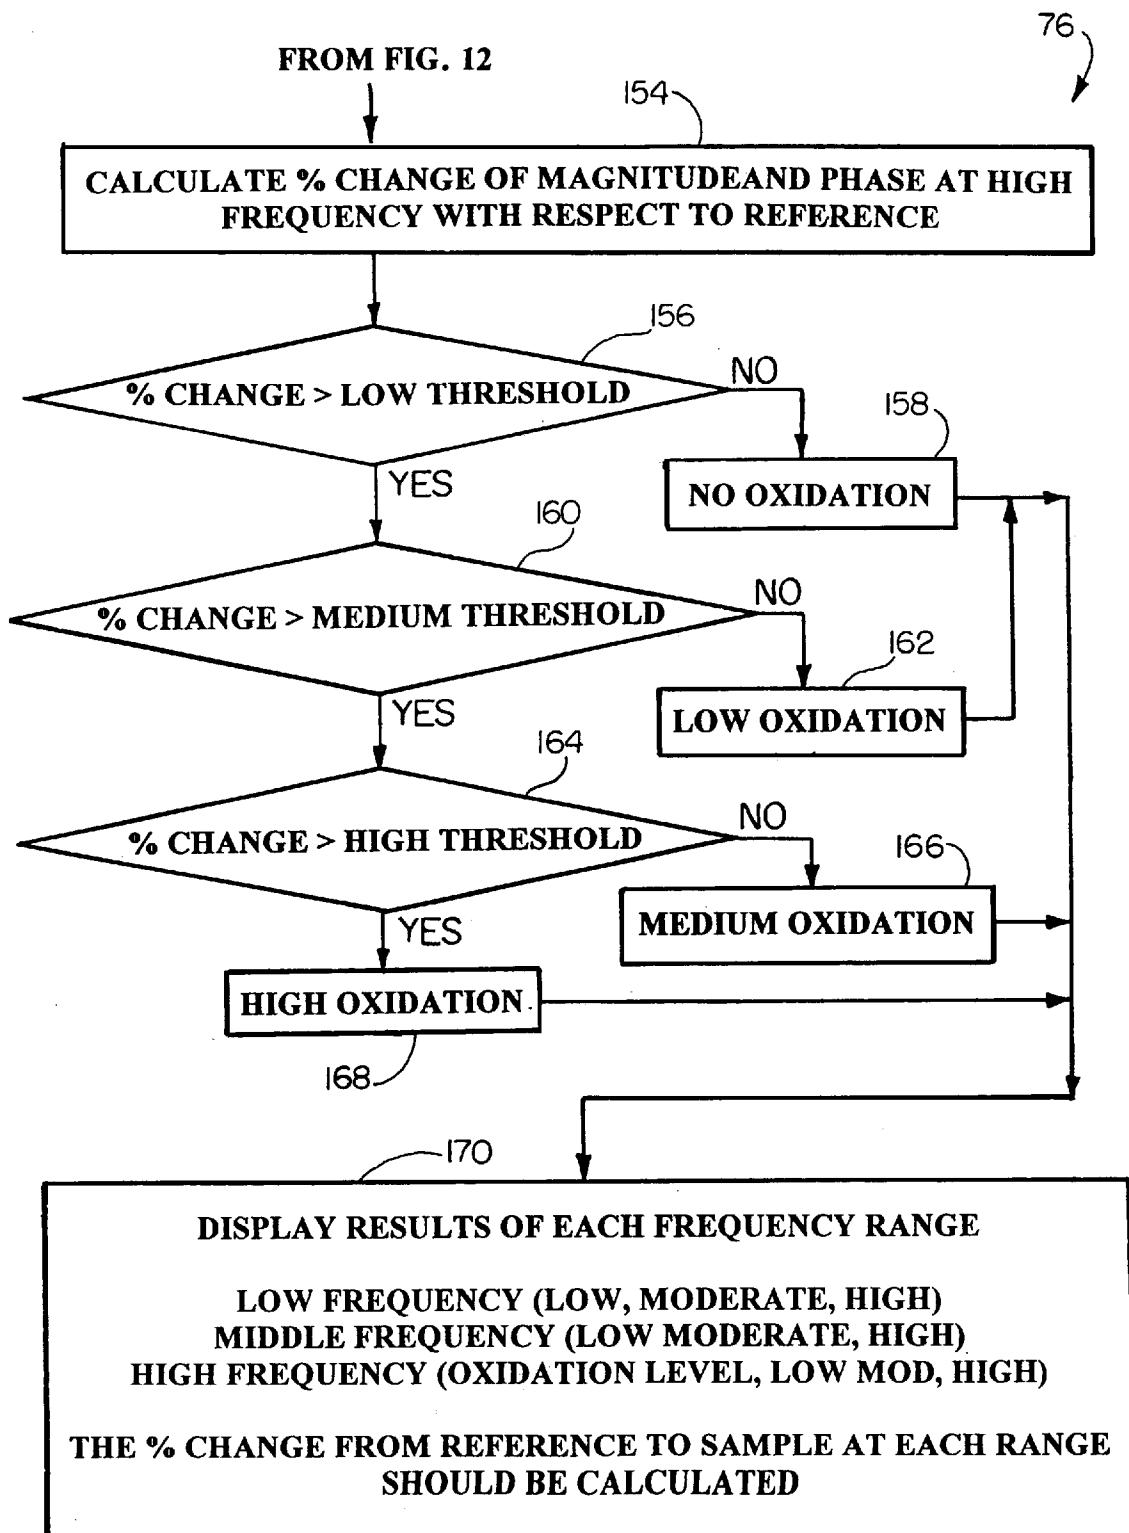 76
FROM FIG. 12
154
CALCULATE % CHANGE OF MAGNITUDEAND PHASE AT HIGH
FREQUENCY WITH RESPECT TO REFERENCE
156
% CHANGE > LOW THRESHOLD
NO
158
YES
NO OXIDATION
160
% CHANGE > MEDIUM THRESHOLD
NO
162
YES
LOW OXIDATION
164
% CHANGE > HIGH THRESHOLD
NO
166
YES
MEDIUM OXIDATION
HIGH OXIDATION
168
170
DISPLAY RESULTS OF EACH FREQUENCY RANGE
LOW FREQUENCY (LOW, MODERATE, HIGH)
MIDDLE FREQUENCY (LOW MODERATE, HIGH)
HIGH FREQUENCY (OXIDATION LEVEL, LOW MOD, HIGH)
THE % CHANGE FROM REFERENCE TO SAMPLE AT EACH RANGE
SHOULD BE CALCULATED